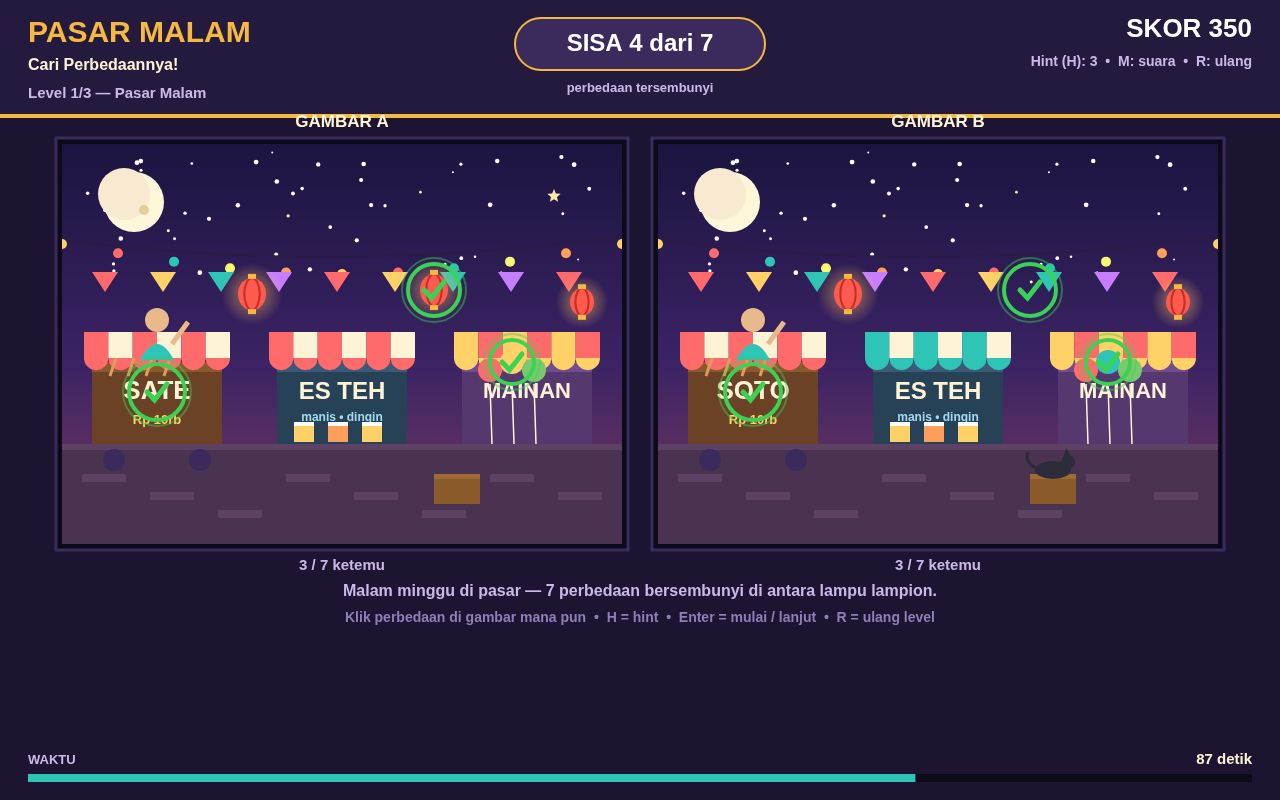 PASAR MALAM
Cari Perbedaannya!
Level 1/3 — Pasar Malam
SISA 4 dari 7
perbedaan tersembunyi
SKOR 350
Hint (H): 3 • M: suara • R: ulang
GAMBAR A
GAMBAR B
SATE
Rp 10rb
ES TEH
manis • dingin
MAINAN
SOTO
Rp 10rb
ES TEH
manis • dingin
MAINAN
3 / 7 ketemu
3 / 7 ketemu
Malam minggu di pasar — 7 perbedaan bersembunyi di antara lampu lampion.
Klik perbedaan di gambar mana pun • H = hint • Enter = mulai / lanjut • R = ulang level
WAKTU
87 detik